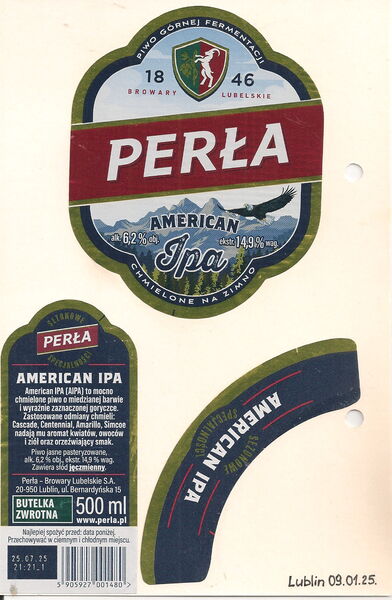 PIWO GÓRNEJ FERMENTACJI
18 46
BROWARY LUBELSKIE
PERŁA
AMERICAN
Ipa
alk. 6,2% obj.
ekstr. 14,9% wag.
CHMIELONE NA ZIMNO
SEZONOWE
PERŁA
SPECJALNOŚCI
AMERICAN IPA
American IPA (AIPA) to mocno
chmielone piwo o miedzianej barwie
i wyraźnie zaznaczonej goryczce.
Zastosowane odmiany chmieli:
Cascade, Centennial, Amarillo, Simcoe
nadają mu aromat kwiatów, owoców
i ziół oraz orzeźwiający smak.
Piwo jasne pasteryzowane,
alk. 6,2 % obj., ekstr. 14,9 % wag.
Zawiera słód jęczmienny.
Perła - Browary Lubelskie S.A.
20-950 Lublin, ul. Bernardyńska 15
BUTELKA
ZWROTNA
500 ml
www.perla.pl
Najlepiej spożyć przed: data poniżej.
Przechowywać w ciemnym i chłodnym miejscu.
25.07.25
21:21_1
5 905927 001480 >
SEZONOWE
SPECJALNOŚCI
AMERICAN IPA
Lublin 09.01.25.